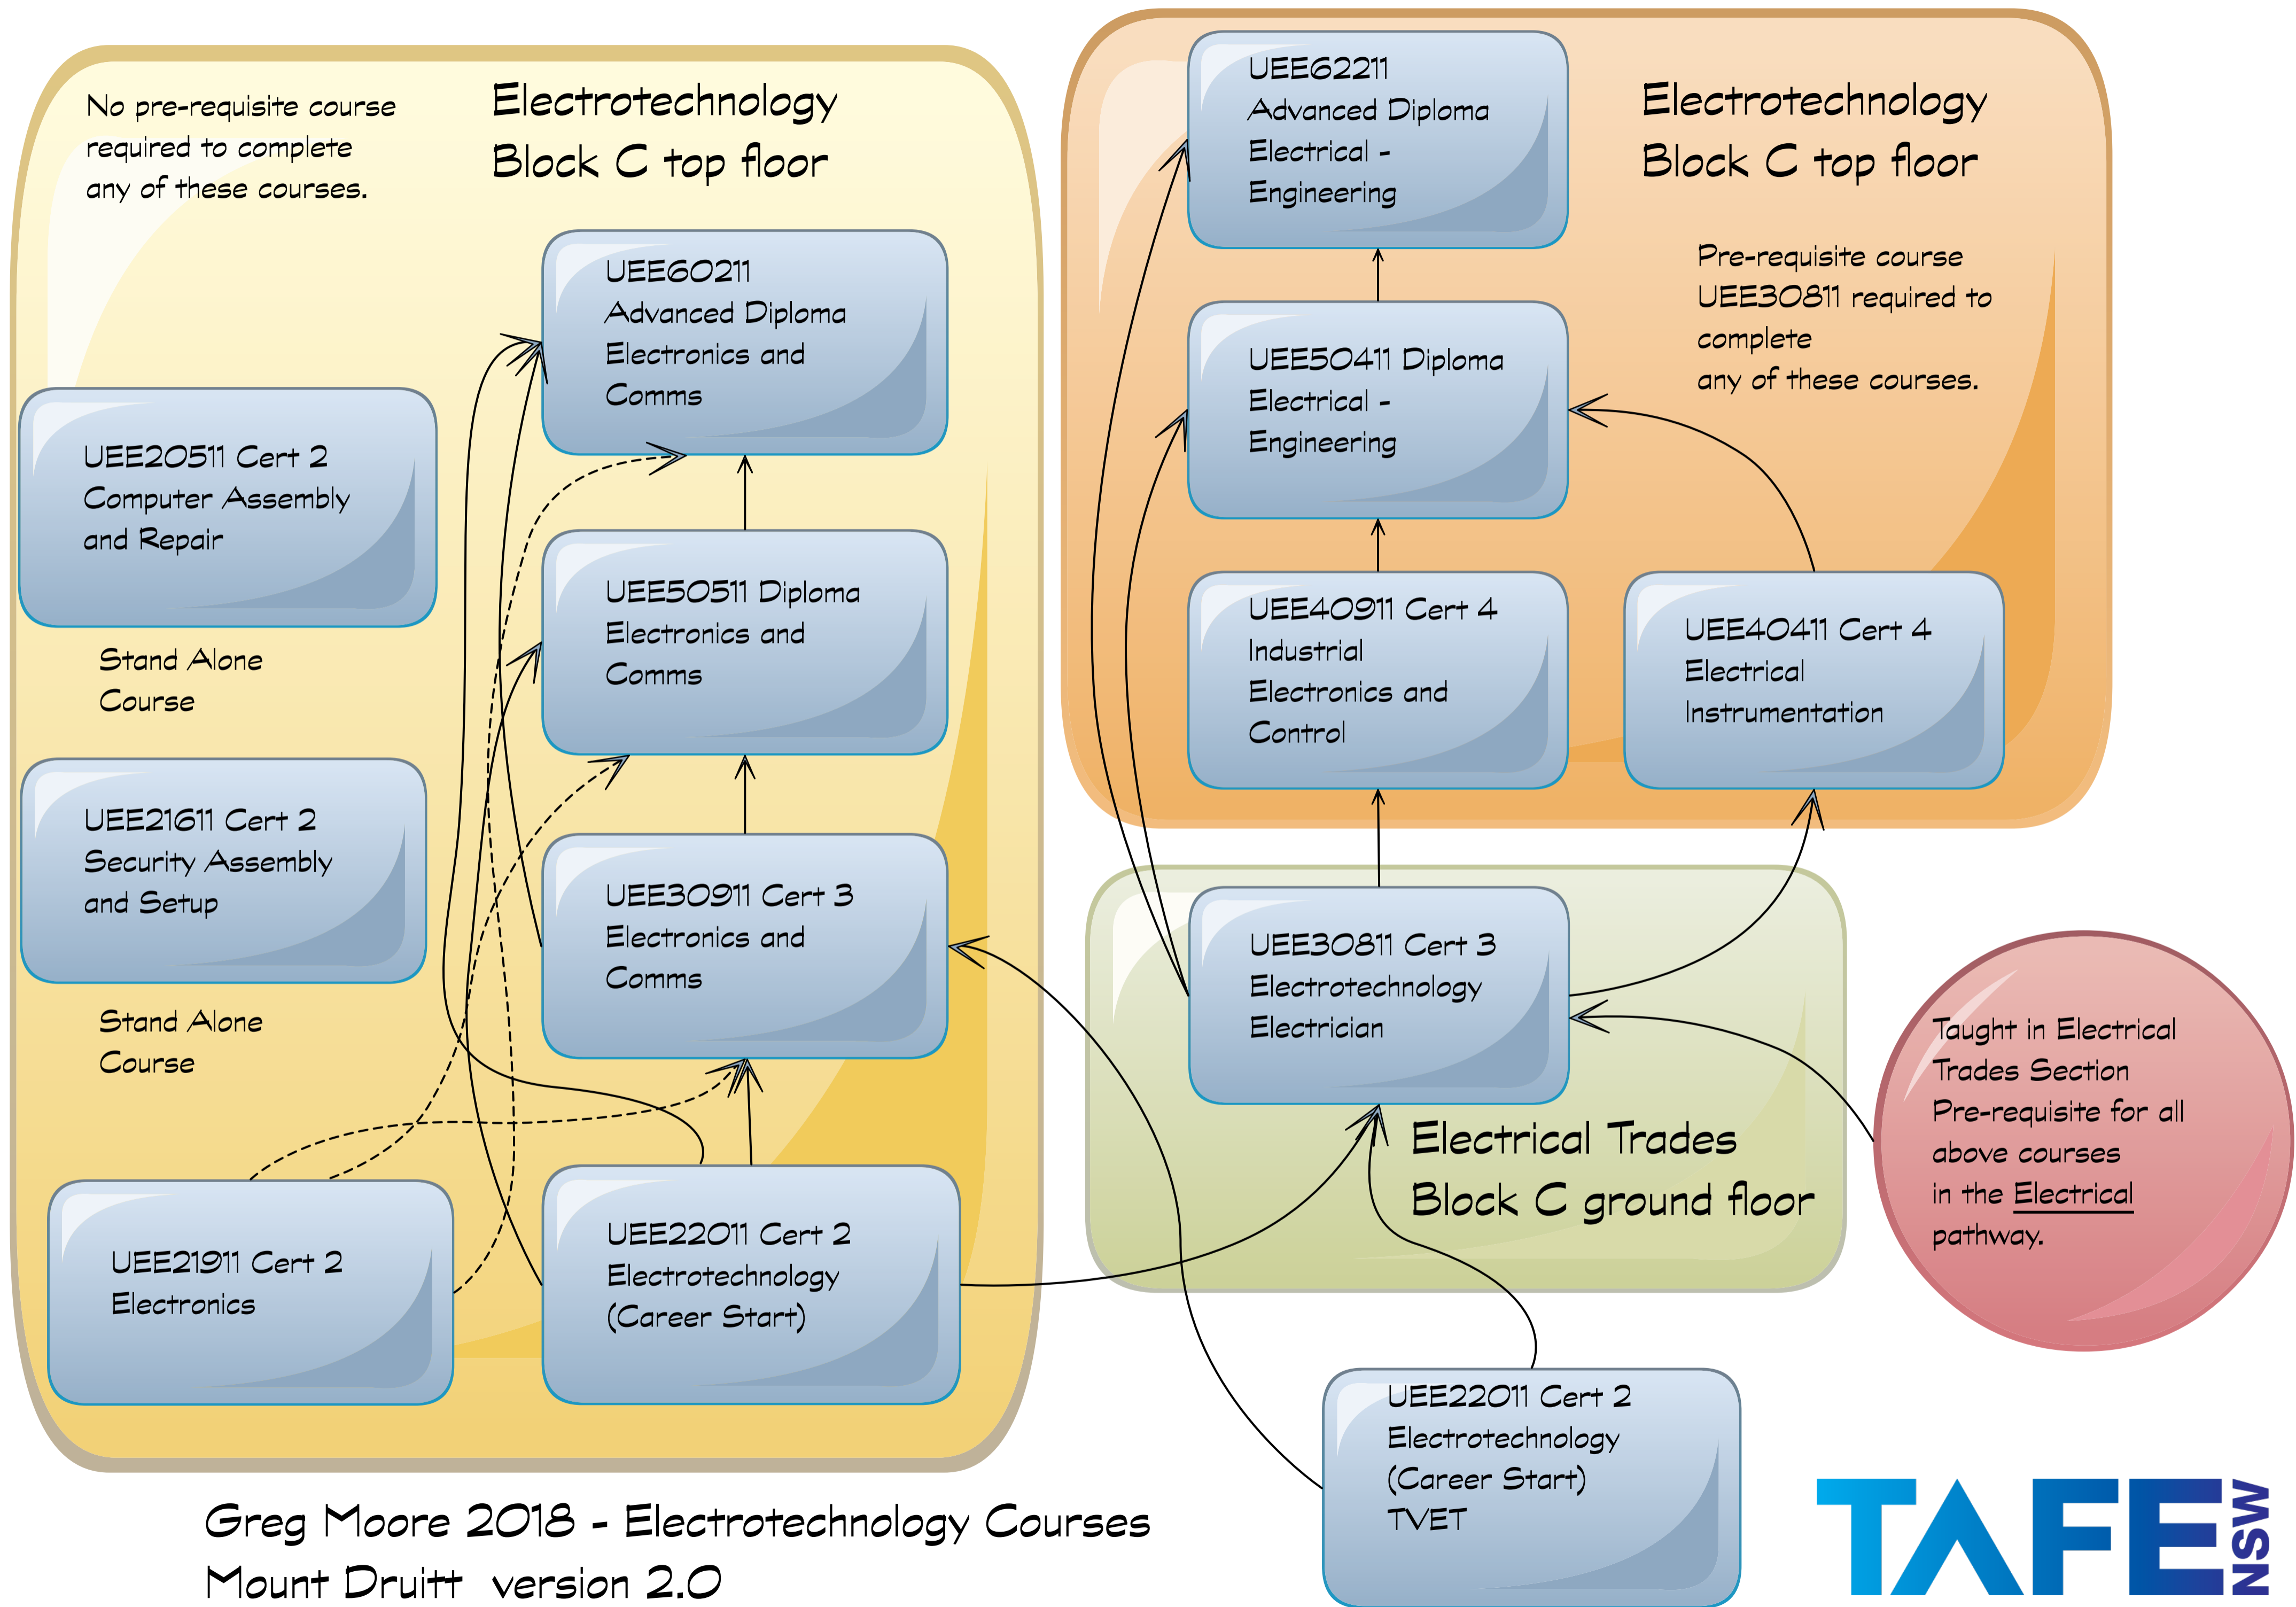 No pre-requisite course
required to complete
any of these courses.
Electrotechnology
Block C top floor
UEE60211
Advanced Diploma
Electronics and
Comms
UEE20511 Cert 2
Computer Assembly
and Repair
Stand Alone
Course
UEE50511 Diploma
Electronics and
Comms
UEE21611 Cert 2
Security Assembly
and Setup
Stand Alone
Course
UEE30911 Cert 3
Electronics and
Comms
UEE21911 Cert 2
Electronics
UEE22011 Cert 2
Electrotechnology
(Career Start)
UEE62211
Advanced Diploma
Electrical -
Engineering
Electrotechnology
Block C top floor
Pre-requisite course
UEE30811 required to
complete
any of these courses.
UEE50411 Diploma
Electrical -
Engineering
UEE40911 Cert 4
Industrial
Electronics and
Control
UEE40411 Cert 4
Electrical
Instrumentation
UEE30811 Cert 3
Electrotechnology
Electrician
Electrical Trades
Block C ground floor
Taught in Electrical
Trades Section
Pre-requisite for all
above courses
in the Electrical
pathway.
UEE22011 Cert 2
Electrotechnology
(Career Start)
TVET
Greg Moore 2018 - Electrotechnology Courses
Mount Druitt version 2.0
TAFE
NSW